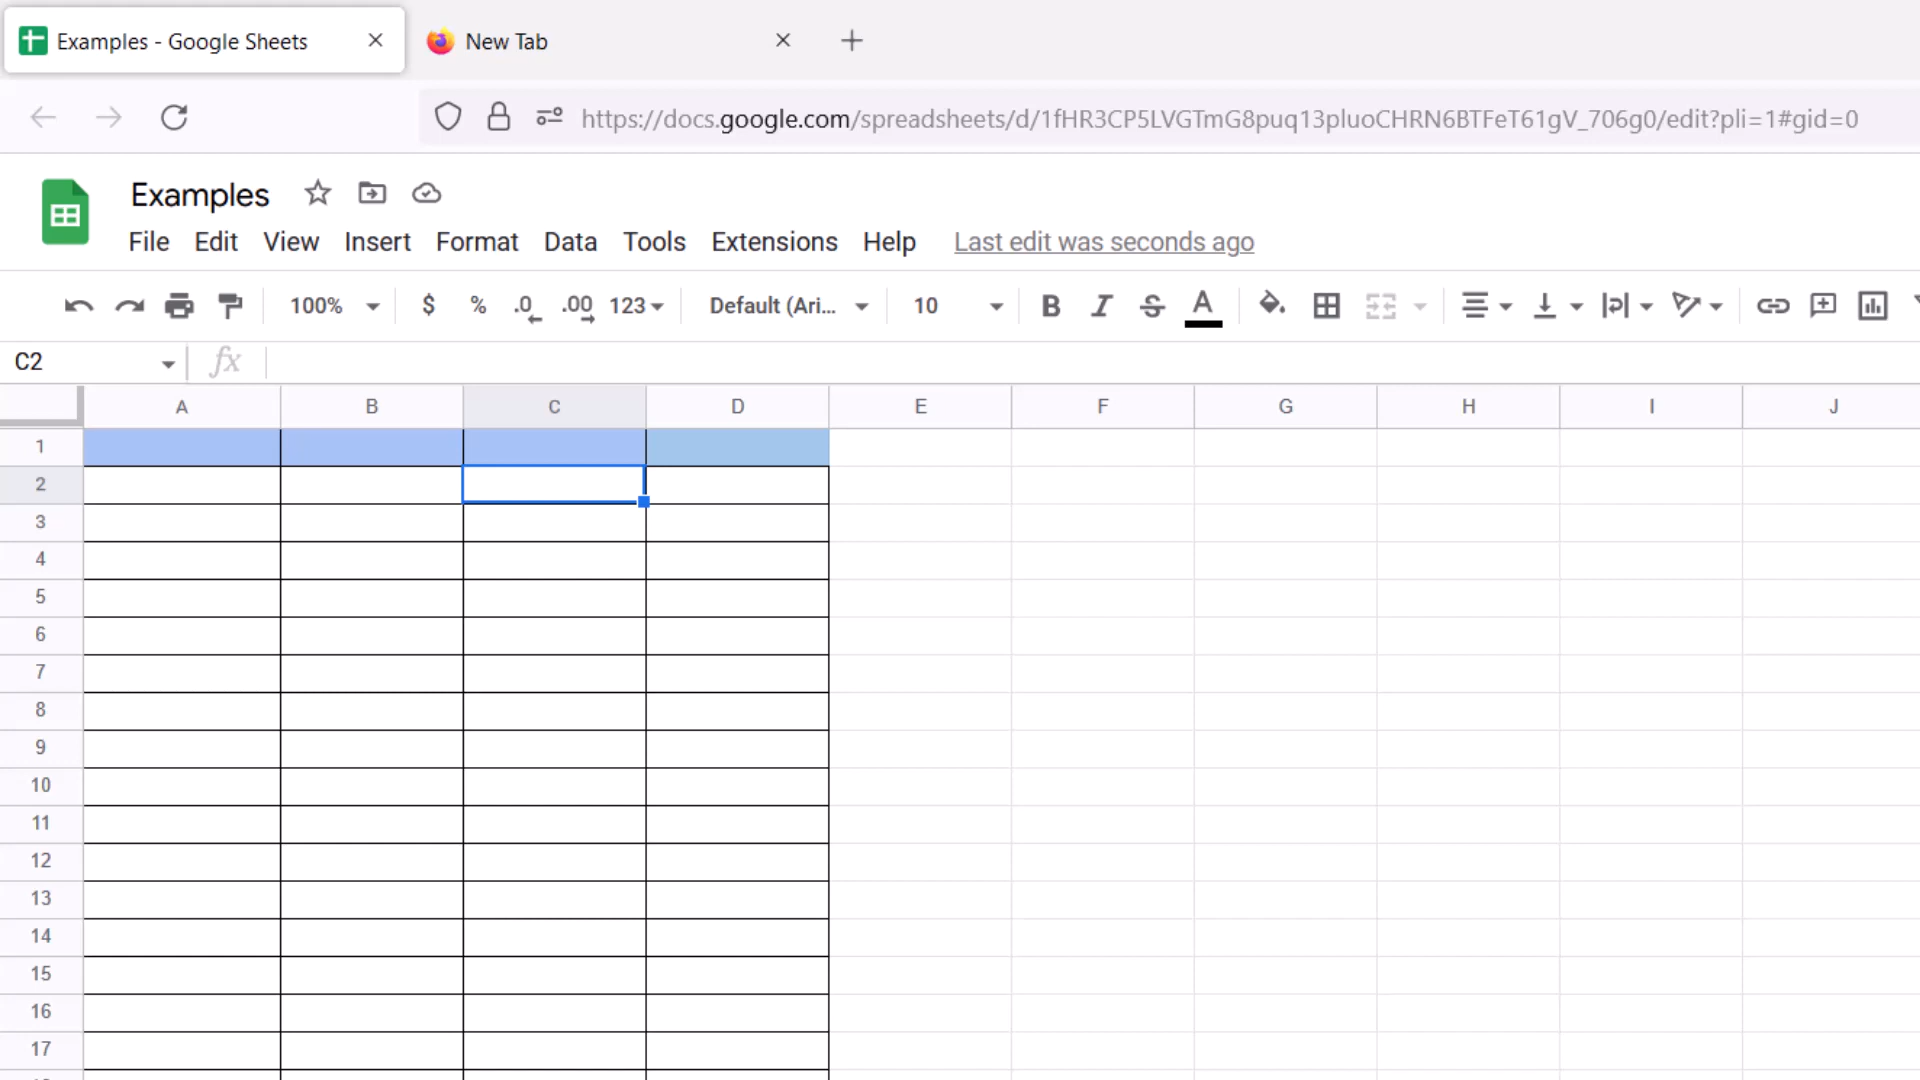 Examples - Google Sheets New Tab
https://docs.google.com/spreadsheets/d/1fHR3CP5LVGTmG8puq13pluoCHRN6BTFeT61gV_706g0/edit?pli=1#gid=0
Examples
File Edit View Insert Format Data Tools Extensions Help Last edit was seconds ago
100% $ % .0 .00 123 Default (Ari... 10 B I S A
C2 fx
A B C D E F G H I J
1
2
3
4
5
6
7
8
9
10
11
12
13
14
15
16
17